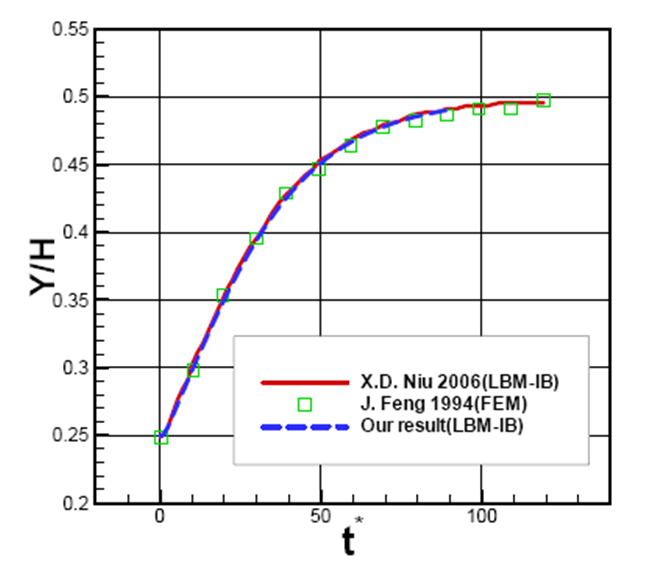 0.55
0.5
0.45
0.4
0.35
0.3
0.25
0.2
Y/H
X.D. Niu 2006(LBM-IB)
J. Feng 1994(FEM)
Our result(LBM-IB)
0 50 100
t*